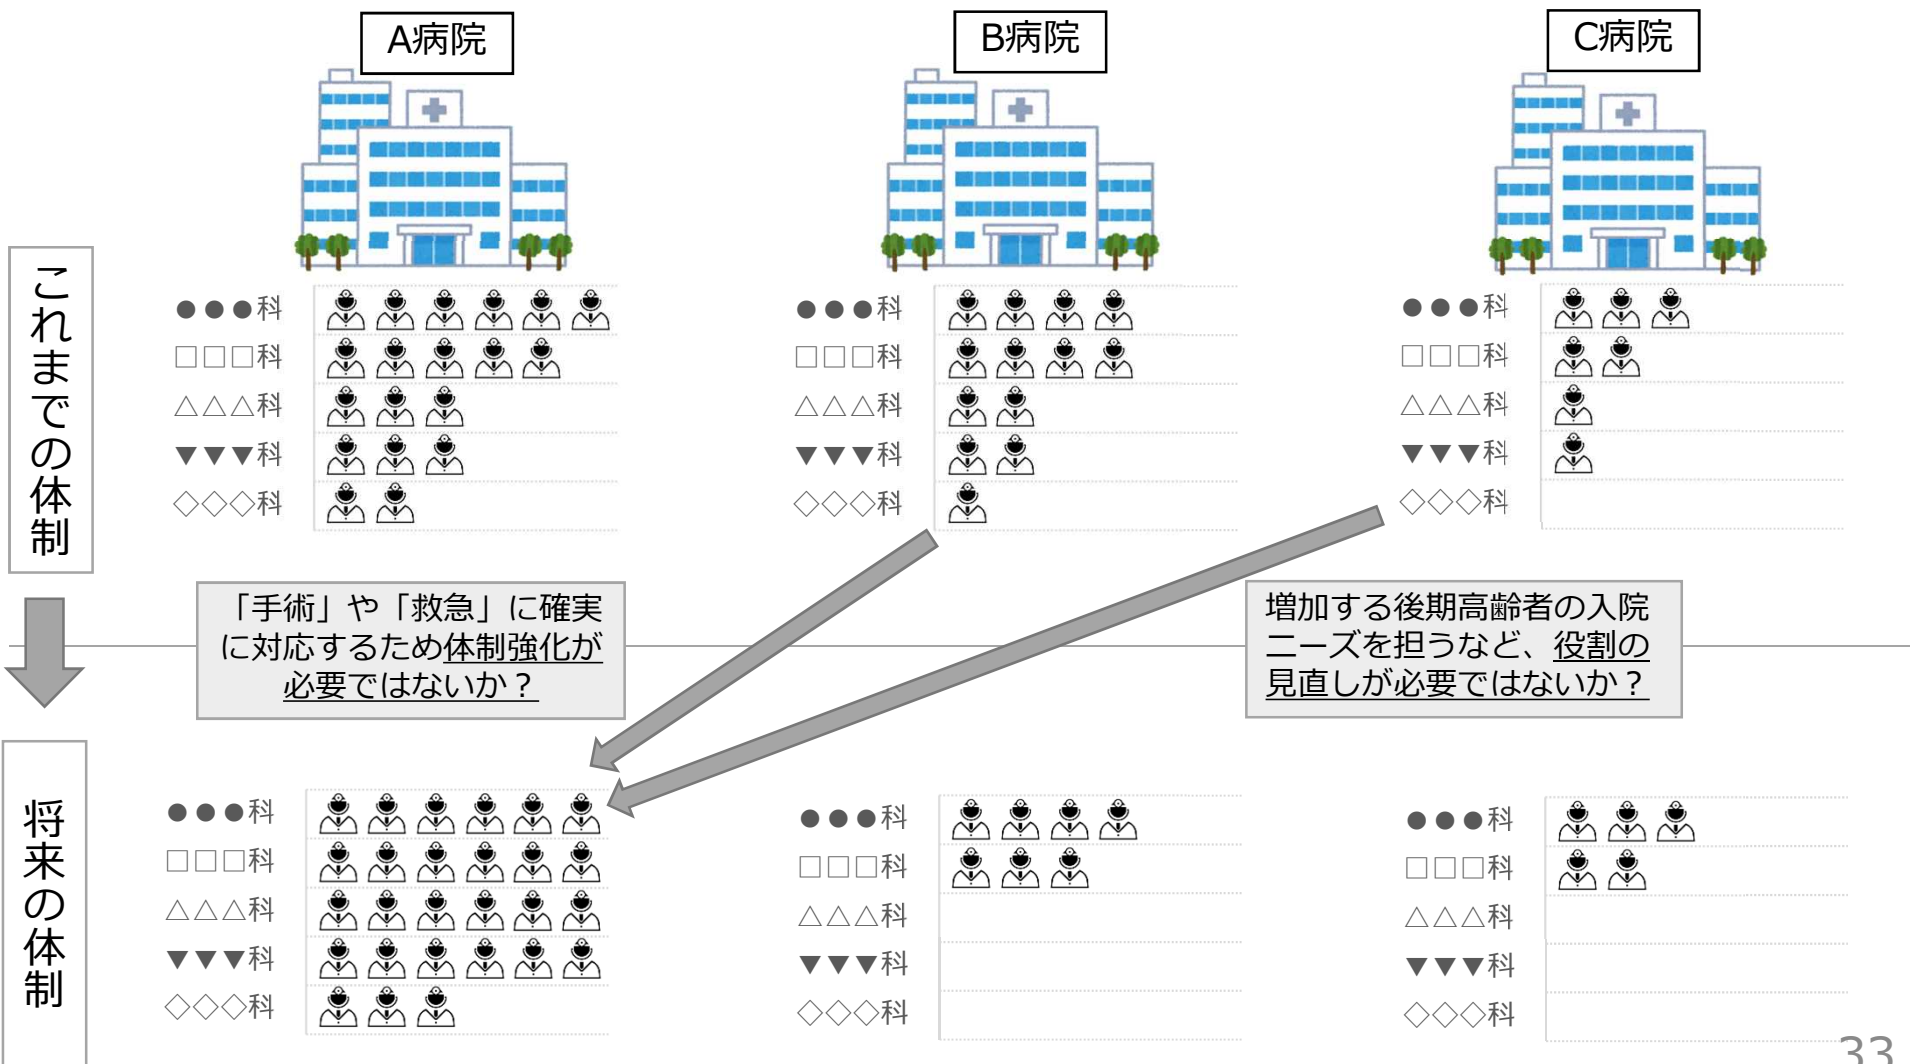 A病院
B病院
C病院
これまでの体制
●●●科
□□□科
△△△科
▼▼▼科
◇◇◇科
●●●科
□□□科
△△△科
▼▼▼科
◇◇◇科
●●●科
□□□科
△△△科
▼▼▼科
◇◇◇科
「手術」や「救急」に確実
に対応するため体制強化が
必要ではないか？
増加する後期高齢者の入院
ニーズを担うなど、役割の
見直しが必要ではないか？
将来の体制
●●●科
□□□科
△△△科
▼▼▼科
◇◇◇科
●●●科
□□□科
△△△科
▼▼▼科
◇◇◇科
●●●科
□□□科
△△△科
▼▼▼科
◇◇◇科
33